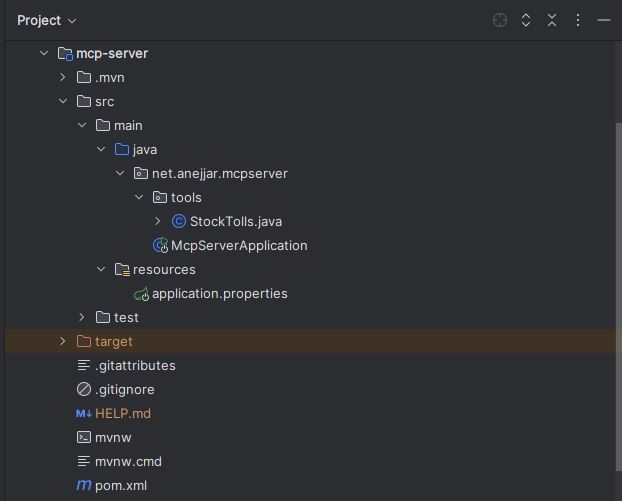 Project
mcp-server
.mvn
src
main
java
net.anejjar.mcpserver
tools
StockTolls.java
McpServerApplication
resources
application.properties
test
target
.gitattributes
.gitignore
M↓ HELP.md
mvnw
mvnw.cmd
m pom.xml